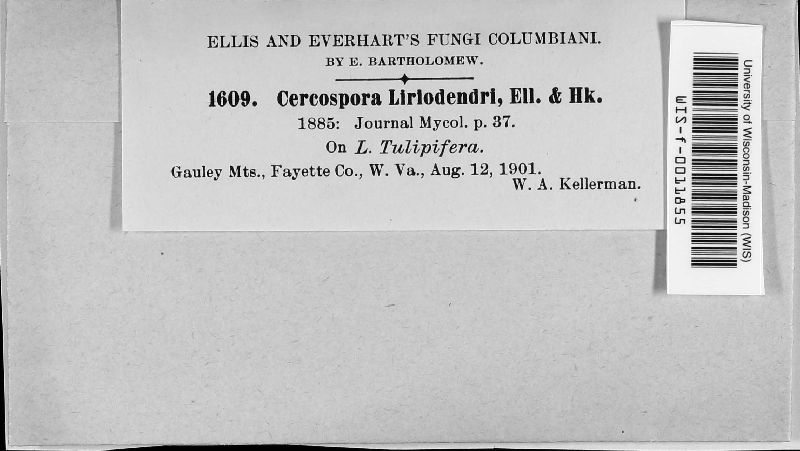 ELLIS AND EVERHART'S FUNGI COLUMBIANI.
BY E. BARTHOLOMEW.
1609. Cercospora Liriodendri, Ell. & Hk.
1885: Journal Mycol. p. 37.
On L. Tulipifera.
Gauley Mts., Fayette Co., W. Va., Aug. 12, 1901.
W. A. Kellerman.
University of Wisconsin-Madison (WIS)
WIS-f-0011855